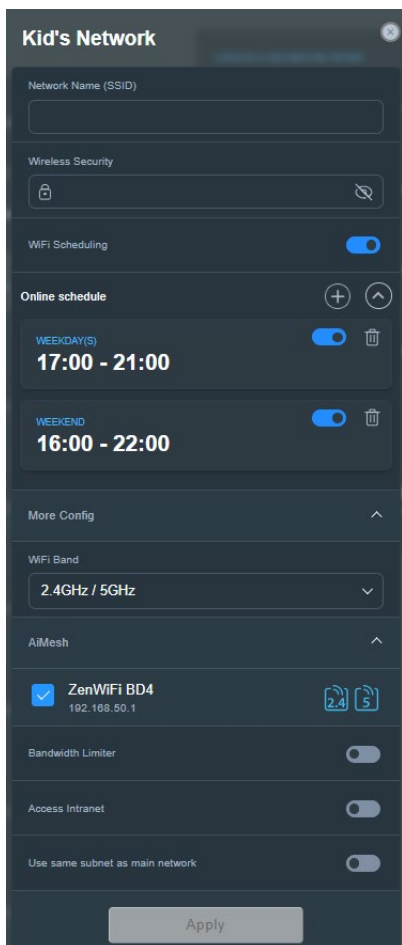 Kid's Network
Network Name (SSID)
Wireless Security
WiFi Scheduling
Online schedule
WEEKDAY(S)
17:00 - 21:00
WEEKEND
16:00 - 22:00
More Config
WiFi Band
2.4GHz / 5GHz
AiMesh
ZenWiFi BD4
192.168.50.1
2.4 5
Bandwidth Limiter
Access Intranet
Use same subnet as main network
Apply